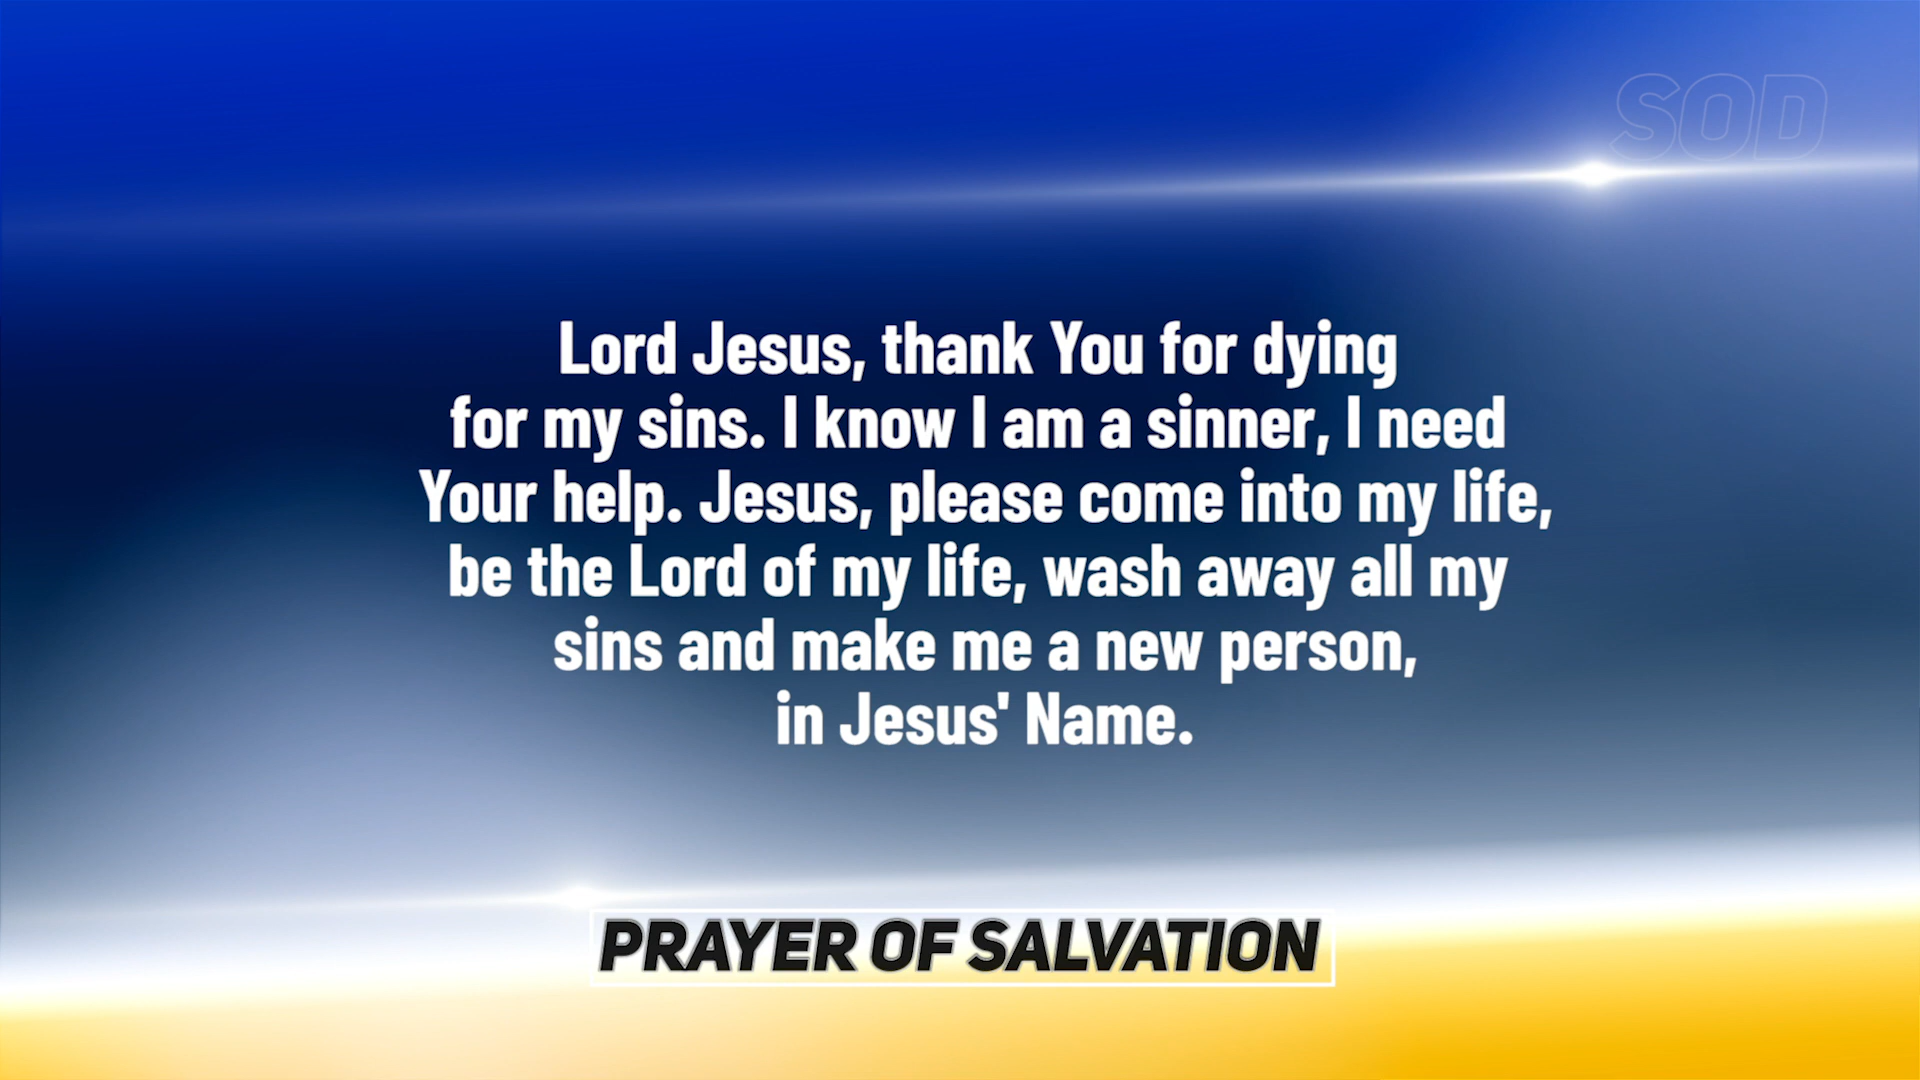 SOD
Lord Jesus, thank You for dying
for my sins. I know I am a sinner, I need
Your help. Jesus, please come into my life,
be the Lord of my life, wash away all my
sins and make me a new person,
in Jesus' Name.
PRAYER OF SALVATION